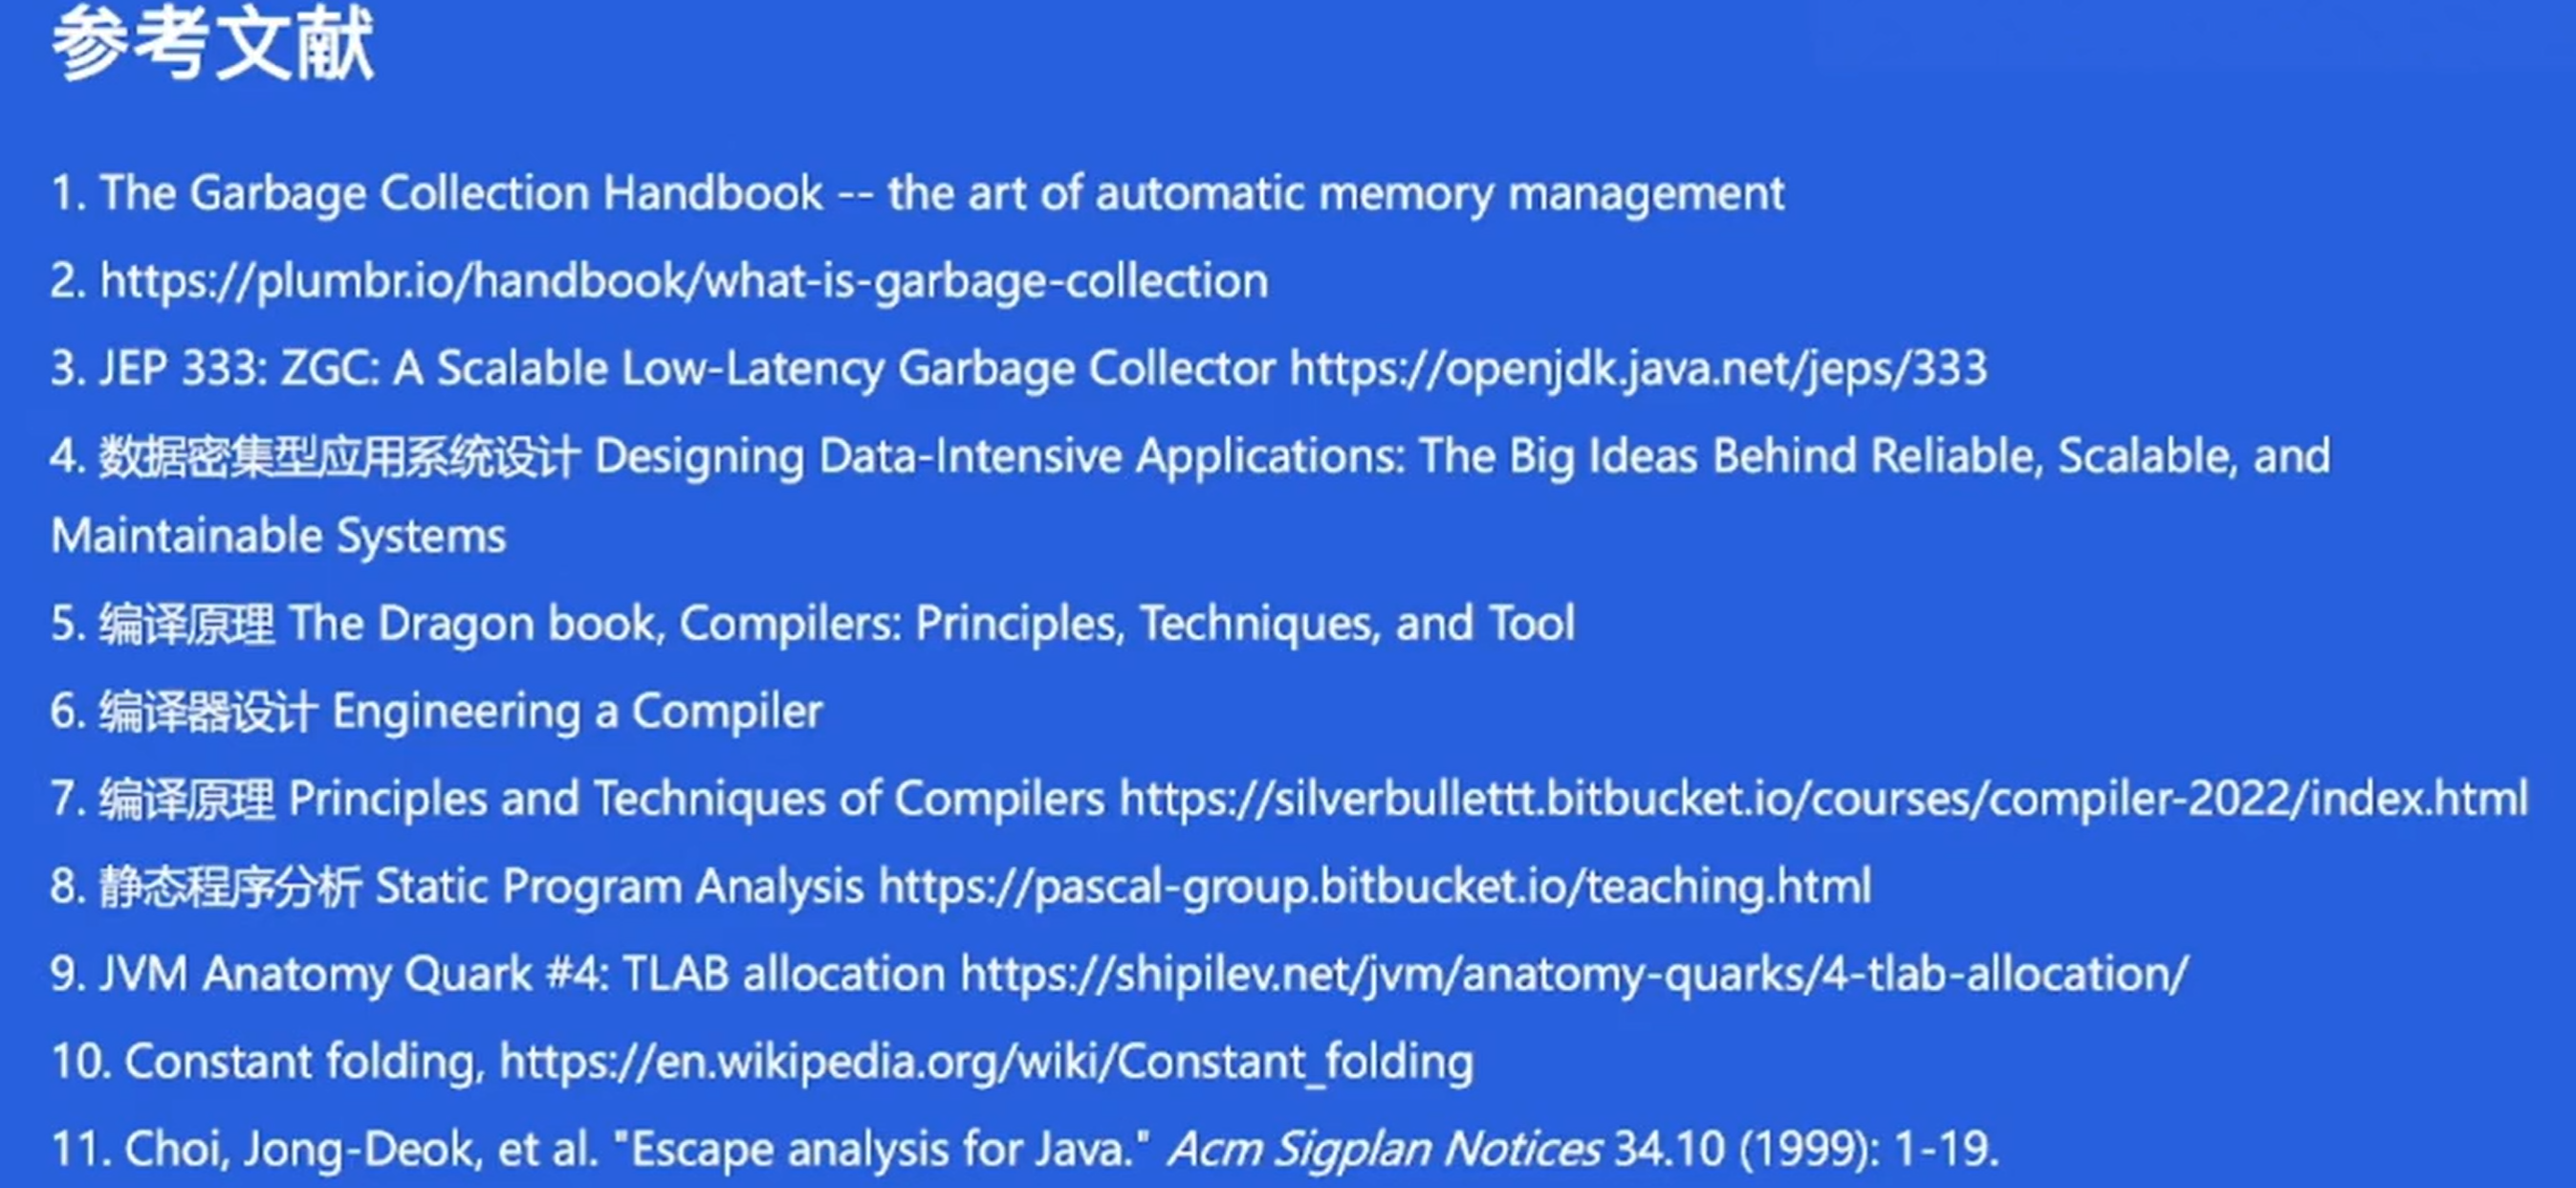 参考文献
1. The Garbage Collection Handbook -- the art of automatic memory management
2. https://plumbr.io/handbook/what-is-garbage-collection
3. JEP 333: ZGC: A Scalable Low-Latency Garbage Collector https://openjdk.java.net/jeps/333
4. 数据密集型应用系统设计 Designing Data-Intensive Applications: The Big Ideas Behind Reliable, Scalable, and
Maintainable Systems
5. 编译原理 The Dragon book, Compilers: Principles, Techniques, and Tool
6. 编译器设计 Engineering a Compiler
7. 编译原理 Principles and Techniques of Compilers https://silverbullettt.bitbucket.io/courses/compiler-2022/index.html
8. 静态程序分析 Static Program Analysis https://pascal-group.bitbucket.io/teaching.html
9. JVM Anatomy Quark #4: TLAB allocation https://shipilev.net/jvm/anatomy-quarks/4-tlab-allocation/
10. Constant folding, https://en.wikipedia.org/wiki/Constant_folding
11. Choi, Jong-Deok, et al. "Escape analysis for Java." Acm Sigplan Notices 34.10 (1999): 1-19.